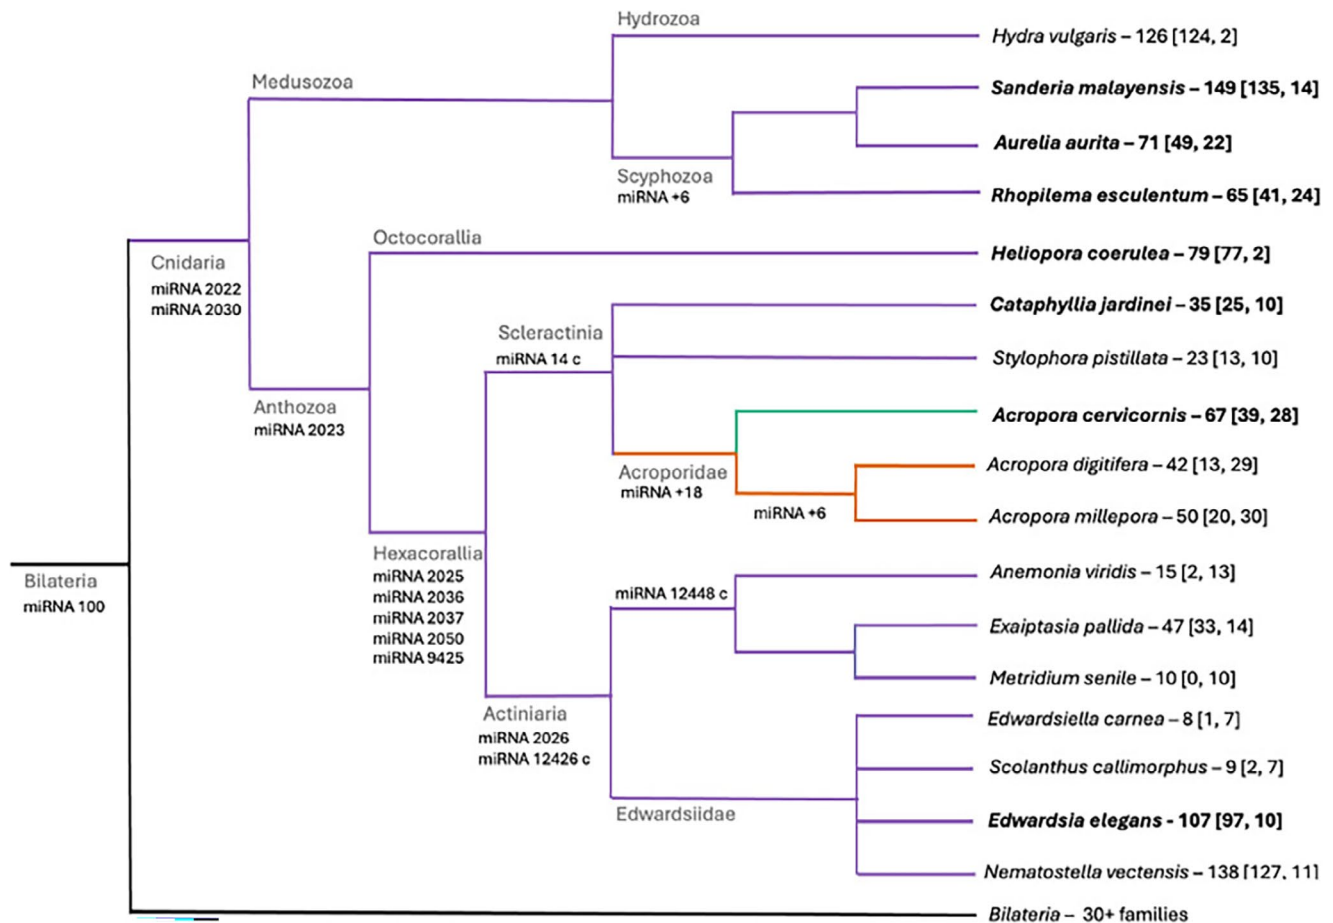 Hydrozoa
Hydra vulgaris – 126 [124, 2]
Medusozoa
Sanderia malayensis – 149 [135, 14]
Aurelia aurita – 71 [49, 22]
Scyphozoa
miRNA +6
Rhopilema esculentum – 65 [41, 24]
Octocorallia
Heliopora coerulea – 79 [77, 2]
Cnidaria
miRNA 2022
miRNA 2030
Cataphyllia jardinei – 35 [25, 10]
Scleractinia
miRNA 14 c
Stylophora pistillata – 23 [13, 10]
Anthozoa
miRNA 2023
Acropora cervicornis – 67 [39, 28]
Acroporidae
miRNA +18
Acropora digitifera – 42 [13, 29]
miRNA +6
Acropora millepora – 50 [20, 30]
Hexacorallia
miRNA 2025
miRNA 2036
miRNA 2037
miRNA 2050
miRNA 9425
Bilateria
miRNA 100
Anemonia viridis – 15 [2, 13]
miRNA 12448 c
Exaiptasia pallida – 47 [33, 14]
Metridium senile – 10 [0, 10]
Actiniaria
miRNA 2026
miRNA 12426 c
Edwardsiella carnea – 8 [1, 7]
Scolanthus callimorphus – 9 [2, 7]
Edwardsiidae
Edwardsia elegans - 107 [97, 10]
Nematostella vectensis – 138 [127, 11]
Bilateria – 30+ families